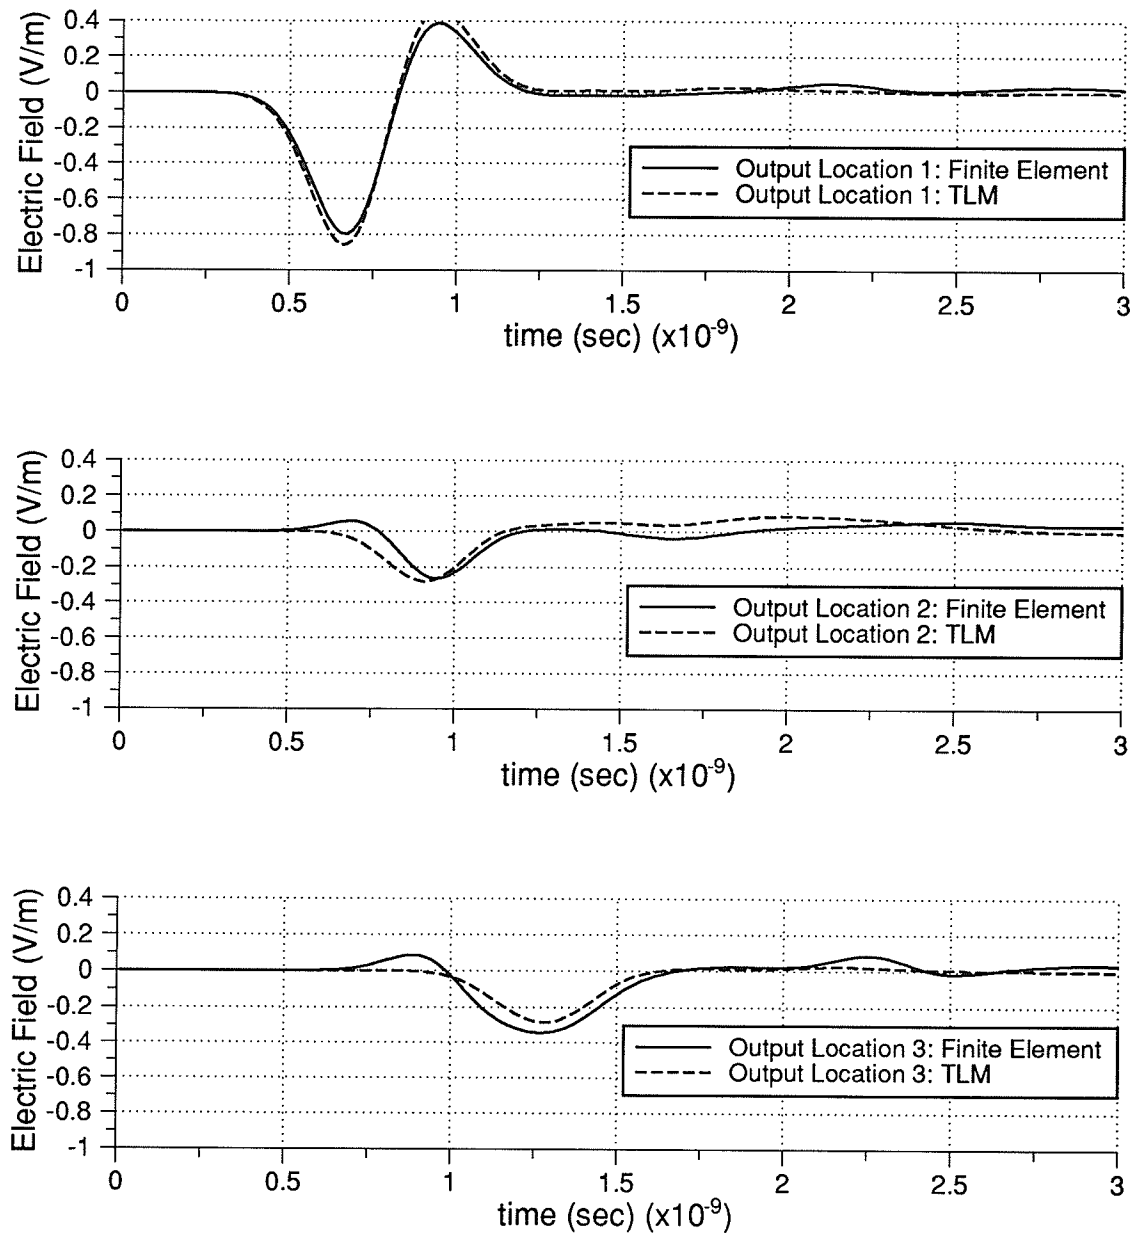 Electric Field (V/m)
0.4
0.2
0
-0.2
-0.4
-0.6
-0.8
-1
Output Location 1: Finite Element
Output Location 1: TLM
0 0.5 1 1.5 2 2.5 3
time (sec) (x10⁻⁹)
Electric Field (V/m)
0.4
0.2
0
-0.2
-0.4
-0.6
-0.8
-1
Output Location 2: Finite Element
Output Location 2: TLM
0 0.5 1 1.5 2 2.5 3
time (sec) (x10⁻⁹)
Electric Field (V/m)
0.4
0.2
0
-0.2
-0.4
-0.6
-0.8
-1
Output Location 3: Finite Element
Output Location 3: TLM
0 0.5 1 1.5 2 2.5 3
time (sec) (x10⁻⁹)